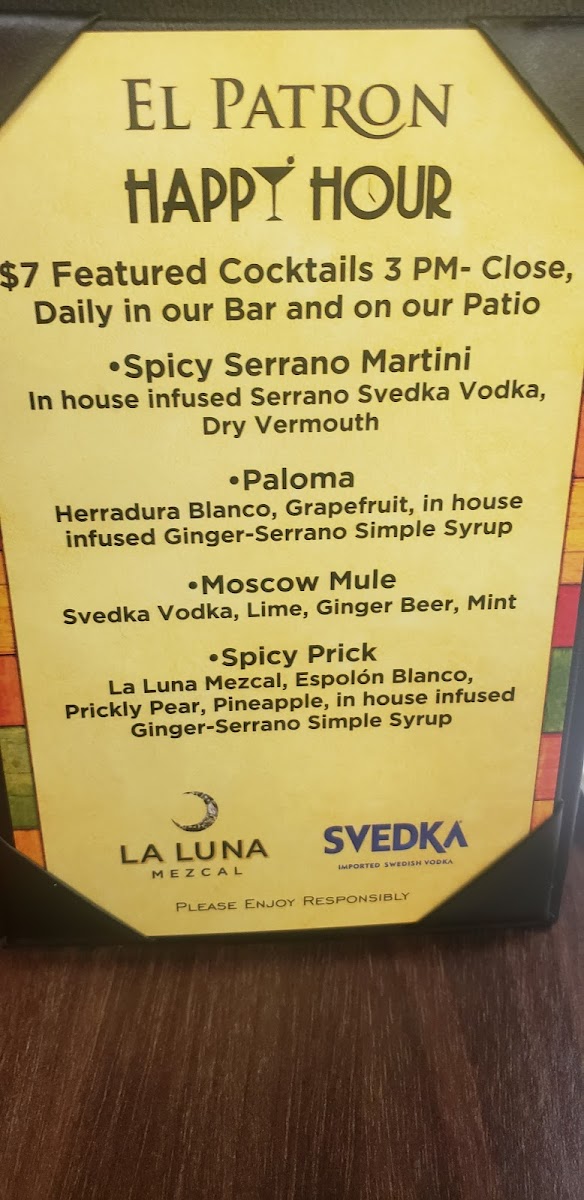 EL PATRON
HAPPY HOUR
$7 Featured Cocktails 3 PM- Close,
Daily in our Bar and on our Patio
•Spicy Serrano Martini
In house infused Serrano Svedka Vodka,
Dry Vermouth
•Paloma
Herradura Blanco, Grapefruit, in house
infused Ginger-Serrano Simple Syrup
•Moscow Mule
Svedka Vodka, Lime, Ginger Beer, Mint
•Spicy Prick
La Luna Mezcal, Espolón Blanco,
Prickly Pear, Pineapple, in house infused
Ginger-Serrano Simple Syrup
LA LUNA
MEZCAL
SVEDKA
IMPORTED SWEDISH VODKA
PLEASE ENJOY RESPONSIBLY